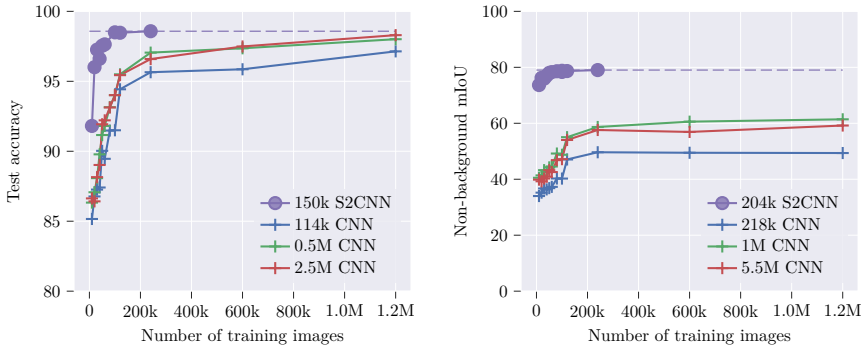 100
95
90
85
80
Test accuracy
0
200k
400k
600k
800k
1.0M
1.2M
Number of training images
150k S2CNN
114k CNN
0.5M CNN
2.5M CNN
100
80
60
40
20
0
Non-background mIoU
0
200k
400k
600k
800k
1.0M
1.2M
Number of training images
204k S2CNN
218k CNN
1M CNN
5.5M CNN